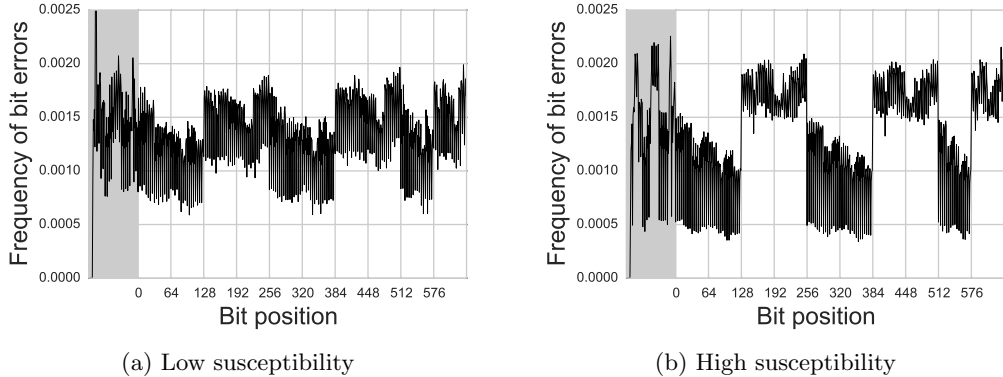 0.0025
0.0020
0.0015
0.0010
0.0005
0.0000
Frequency of bit errors
0 64 128 192 256 320 384 448 512 576
Bit position
(a) Low susceptibility
0.0025
0.0020
0.0015
0.0010
0.0005
0.0000
Frequency of bit errors
0 64 128 192 256 320 384 448 512 576
Bit position
(b) High susceptibility